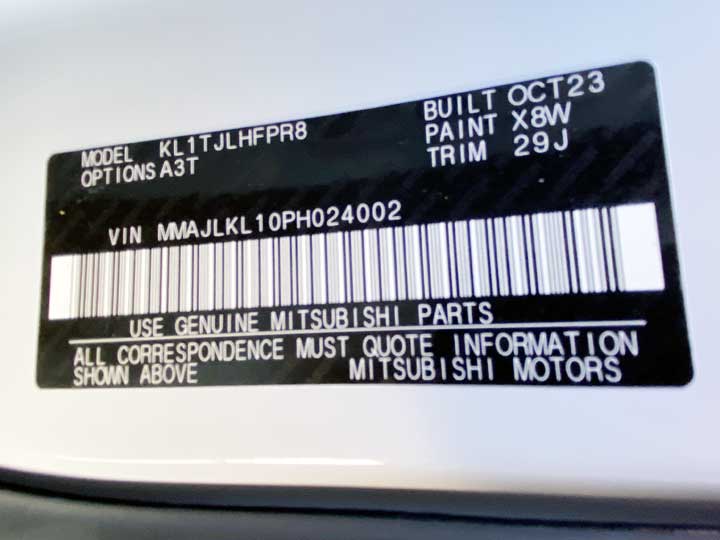 MODEL KL1TJLHFPR8 BUILT OCT23
OPTIONS A3T PAINT X8W
TRIM 29J
VIN MMAJLKL10PH024002
USE GENUINE MITSUBISHI PARTS
ALL CORRESPONDENCE MUST QUOTE INFORMATION
SHOWN ABOVE MITSUBISHI MOTORS